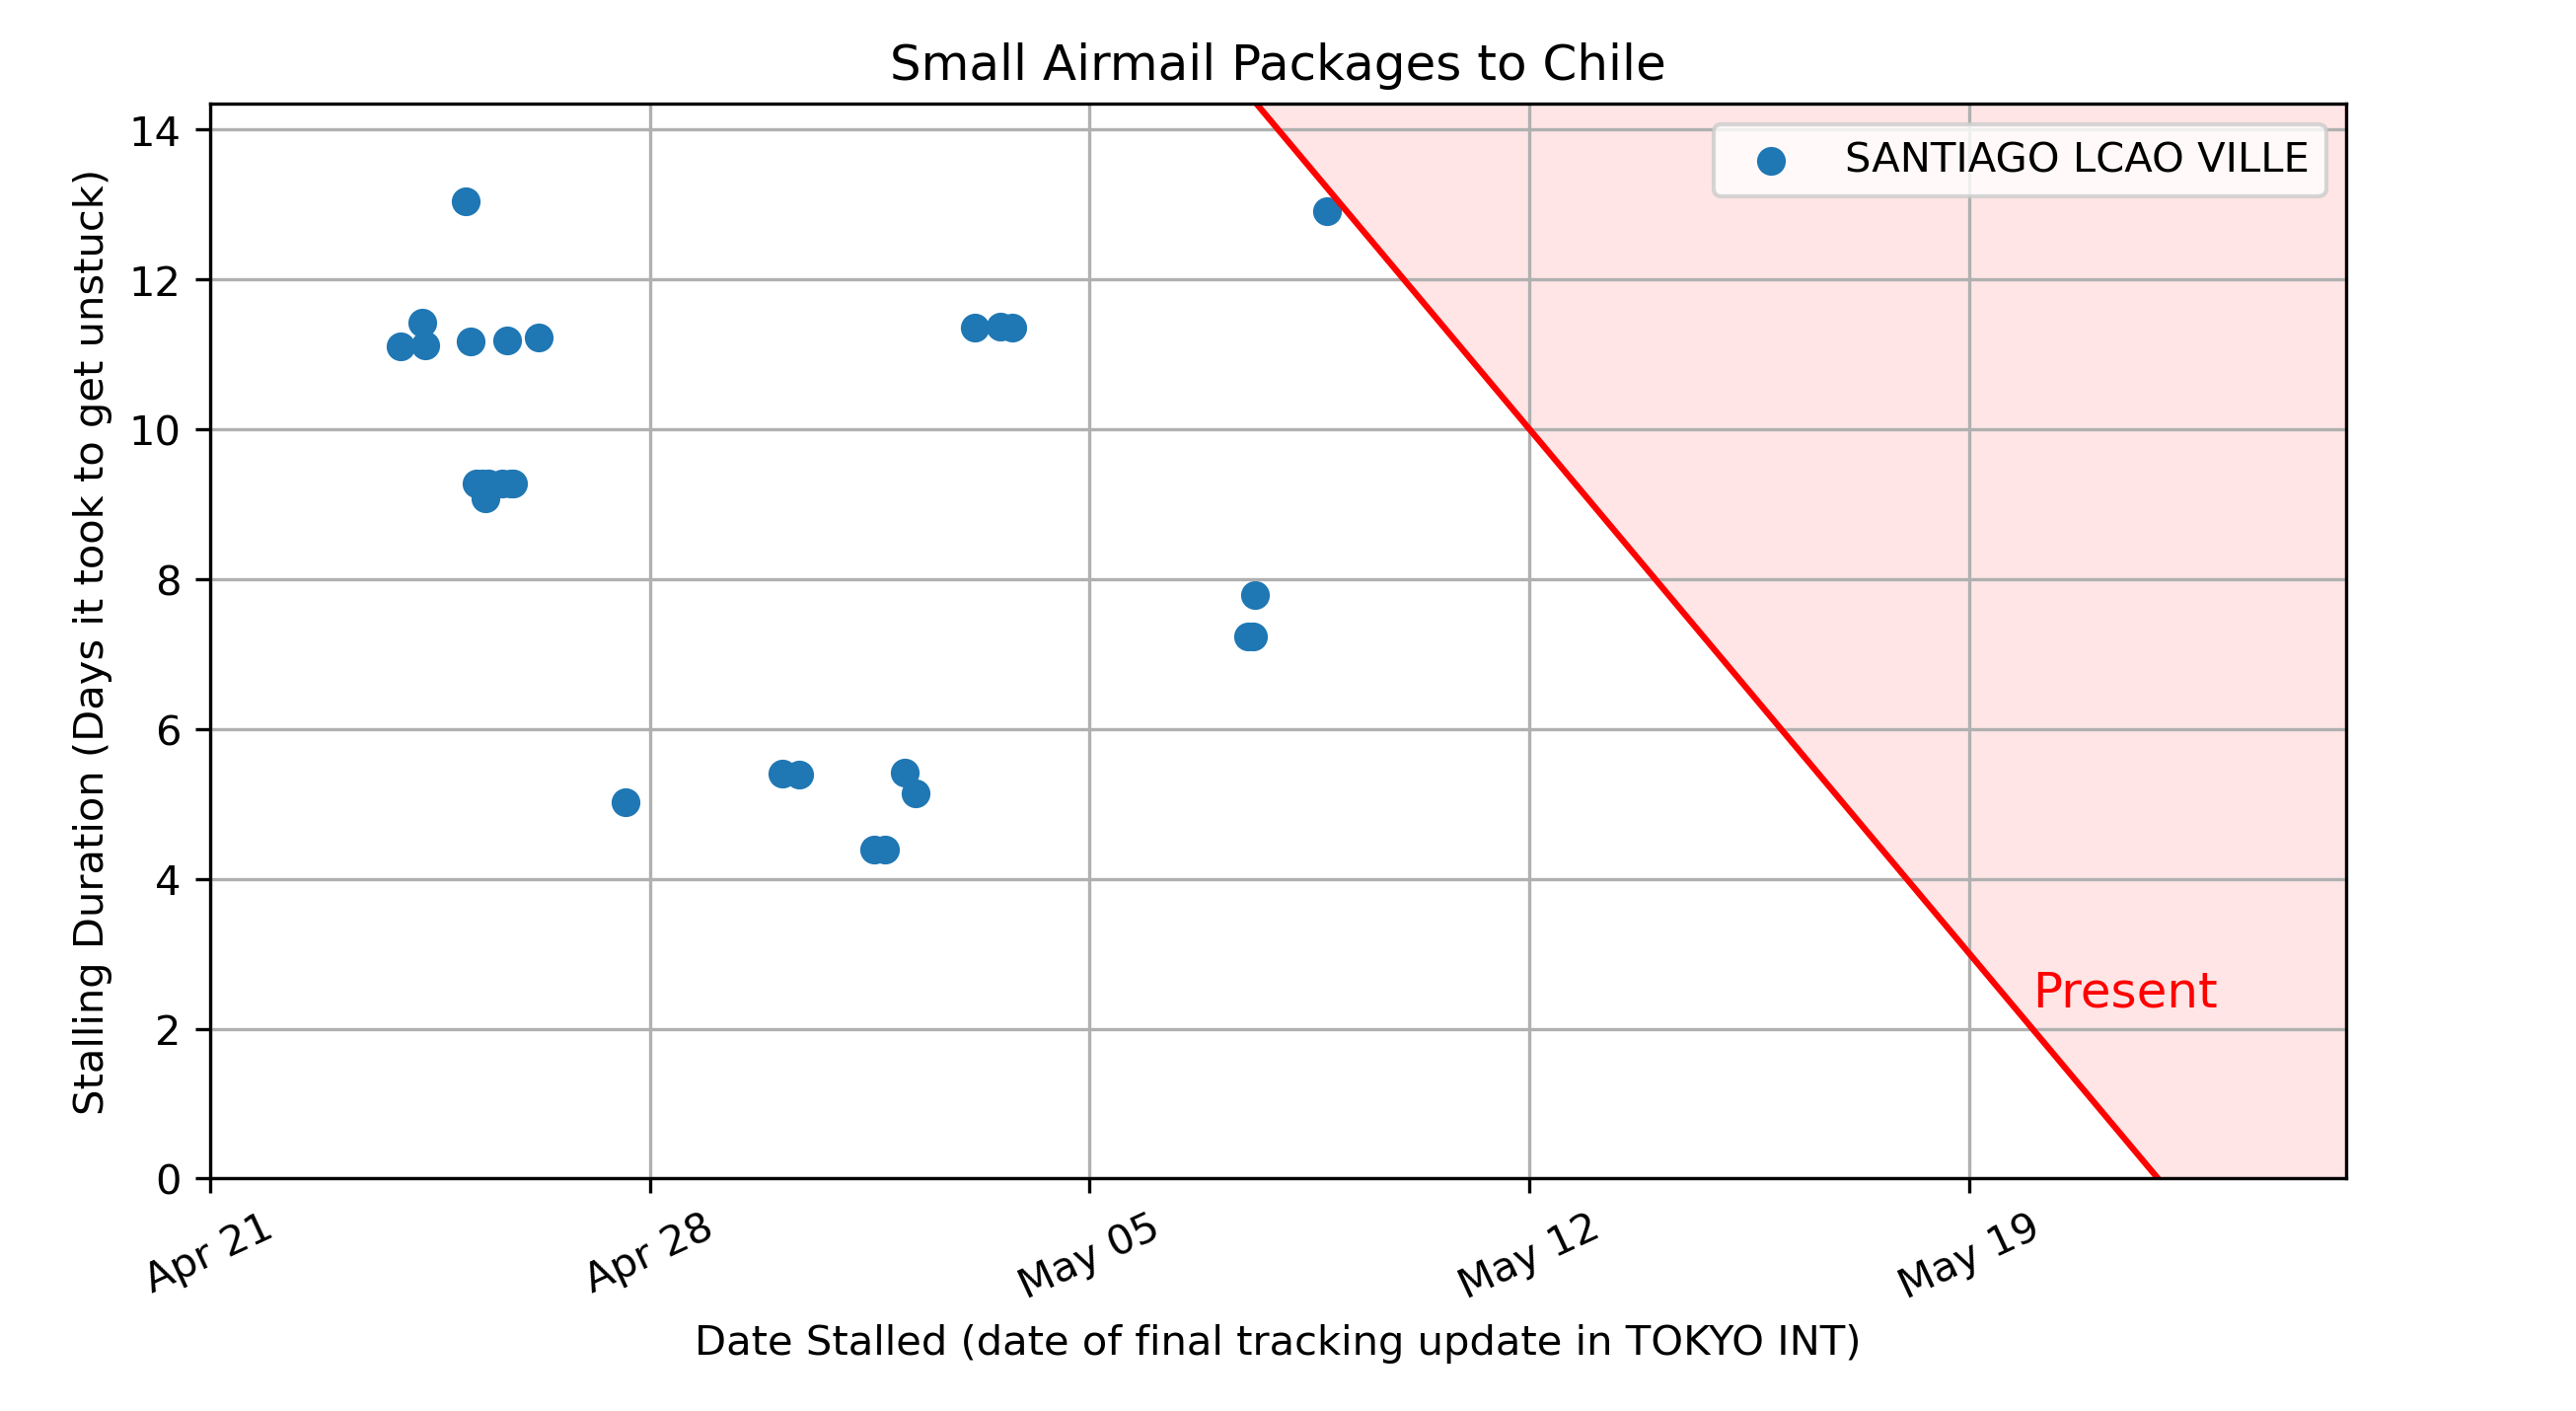 Small Airmail Packages to Chile
SANTIAGO LCAO VILLE
Stalling Duration (Days it took to get unstuck)
14
12
10
8
6
4
2
0
Present
Apr 21
Apr 28
May 05
May 12
May 19
Date Stalled (date of final tracking update in TOKYO INT)